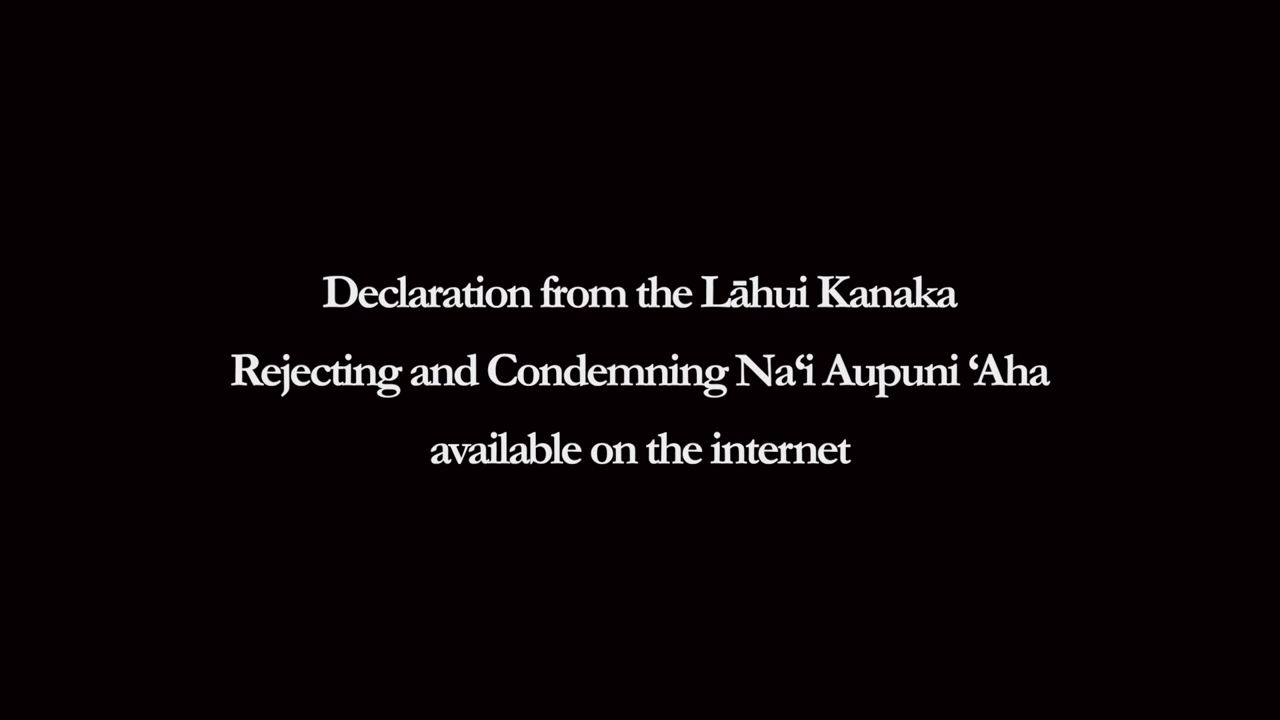 Declaration from the Lāhui Kanaka
Rejecting and Condemning Naʻi Aupuni ʻAha
available on the internet